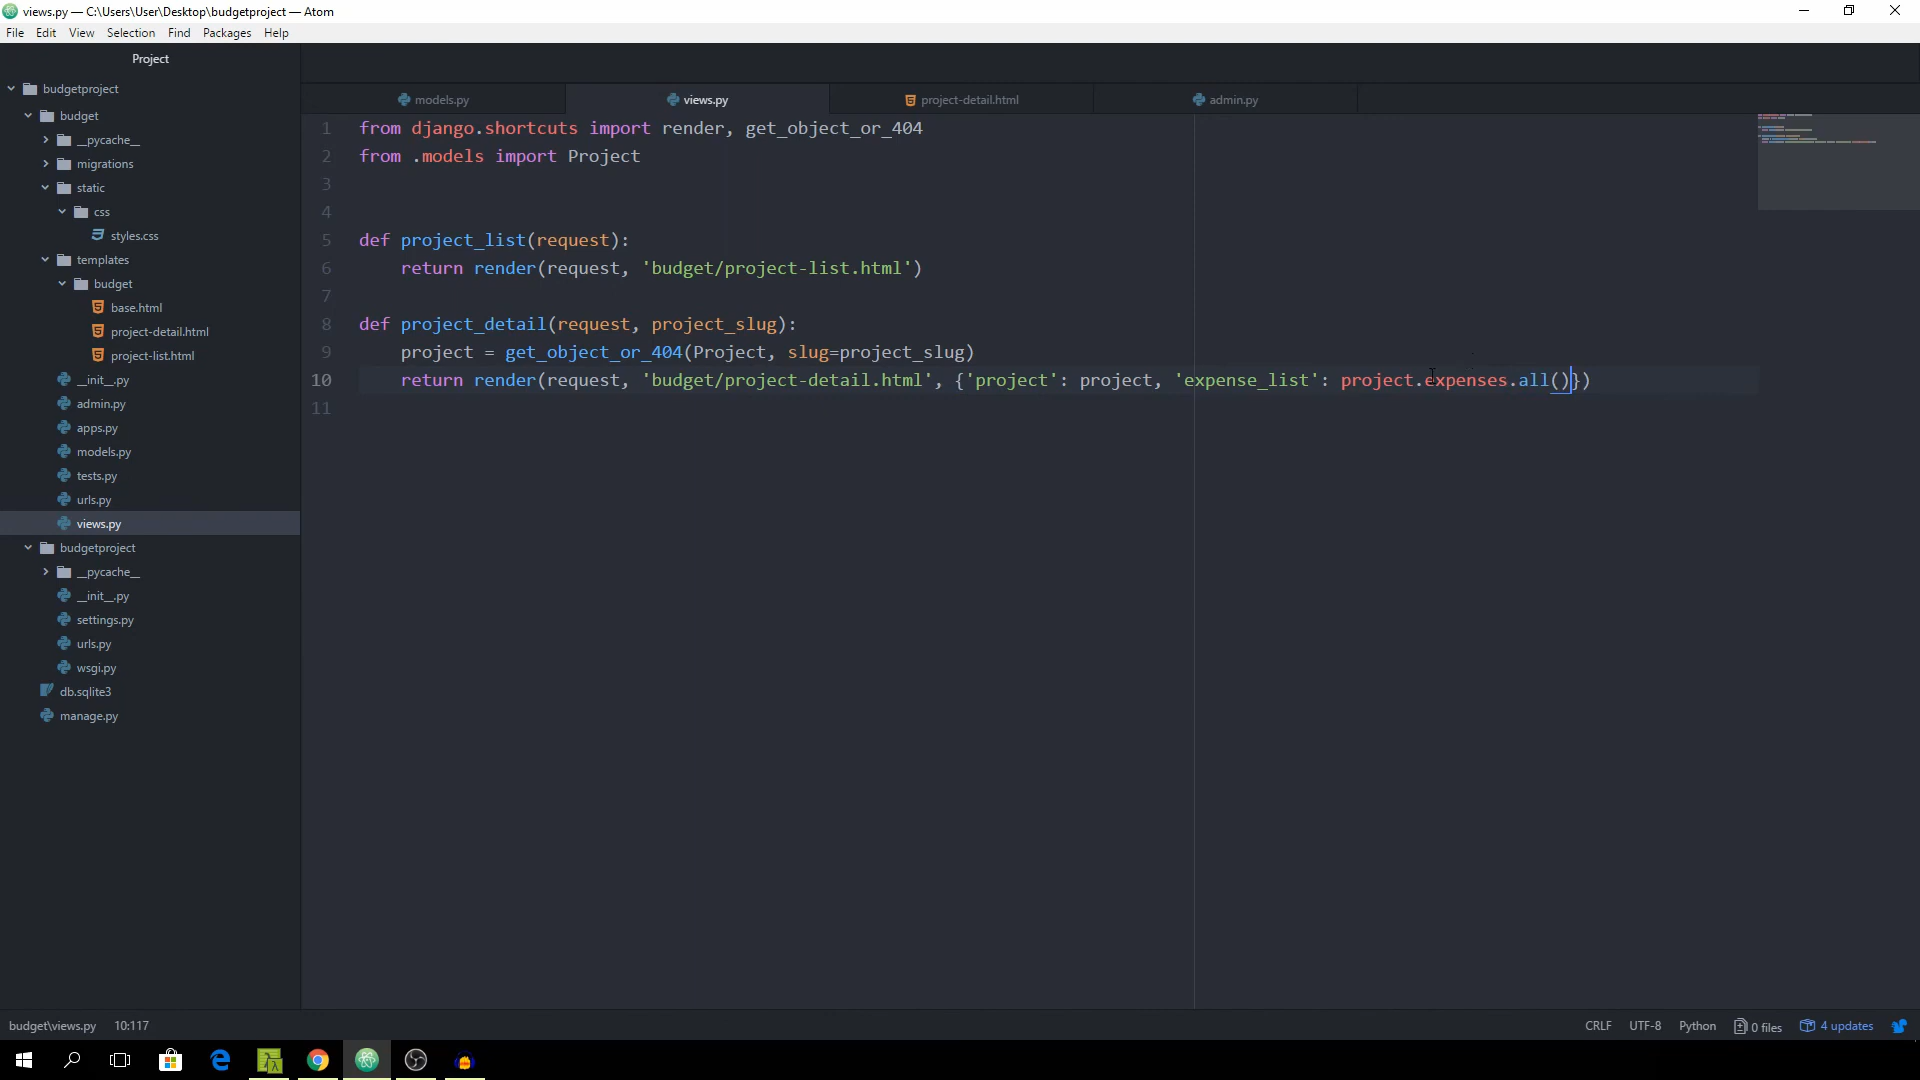 views.py — C:\Users\User\Desktop\budgetproject — Atom
File Edit View Selection Find Packages Help
Project
budgetproject
budget
__pycache__
migrations
static
css
styles.css
templates
budget
base.html
project-detail.html
project-list.html
__init__.py
admin.py
apps.py
models.py
tests.py
urls.py
views.py
budgetproject
__pycache__
__init__.py
settings.py
urls.py
wsgi.py
db.sqlite3
manage.py
models.py views.py project-detail.html admin.py
1 from django.shortcuts import render, get_object_or_404
2 from .models import Project
3
4
5 def project_list(request):
6     return render(request, 'budget/project-list.html')
7
8 def project_detail(request, project_slug):
9     project = get_object_or_404(Project, slug=project_slug)
10     return render(request, 'budget/project-detail.html', {'project': project, 'expense_list': project.expenses.all()})
11
budget\views.py 10:117
CRLF UTF-8 Python 0 files 4 updates